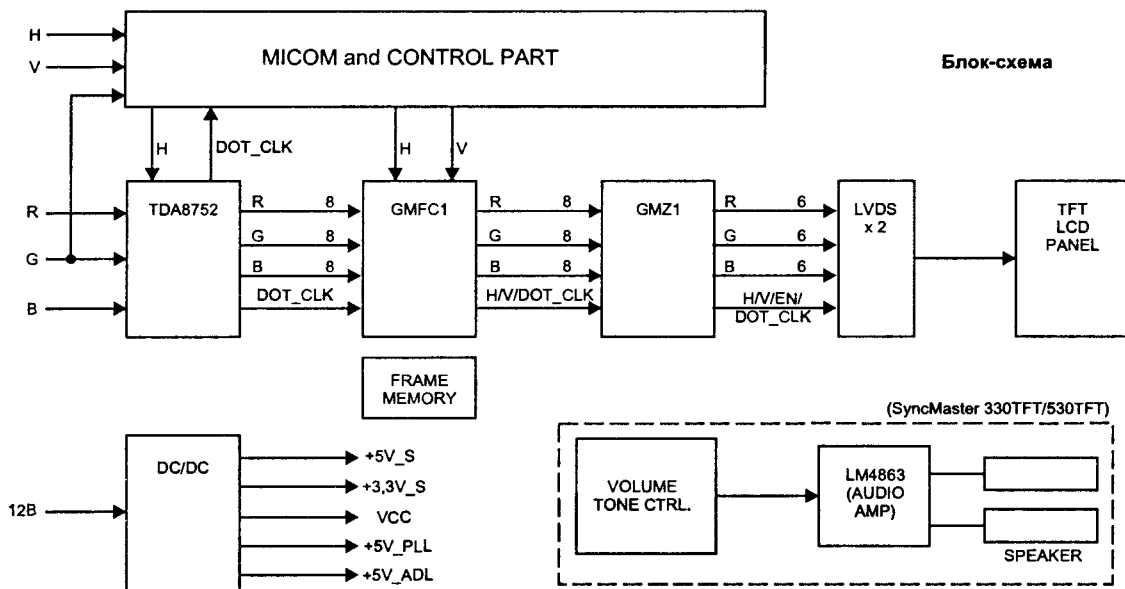 H
V
MICOM and CONTROL PART
Блок-схема
H
DOT_CLK
H
V
R
G
B
TDA8752
R 8
G 8
B 8
DOT_CLK
GMFC1
R 8
G 8
B 8
H/V/DOT_CLK
GMZ1
R 6
G 6
B 6
H/V/EN/
DOT_CLK
LVDS
x 2
TFT
LCD
PANEL
FRAME
MEMORY
(SyncMaster 330TFT/530TFT)
12В
DC/DC
+5V_S
+3,3V_S
VCC
+5V_PLL
+5V_ADL
VOLUME
TONE CTRL.
LM4863
(AUDIO
AMP)
SPEAKER